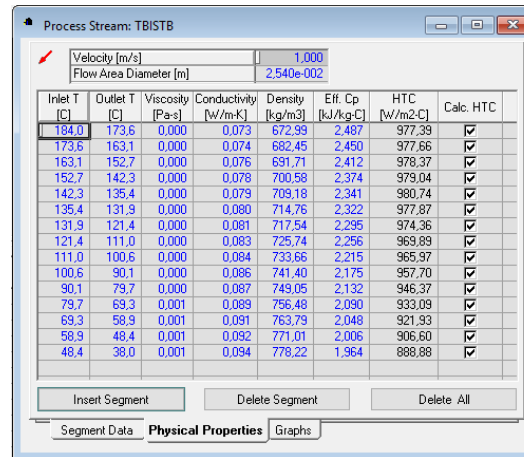 Process Stream: TBISTB
Velocity [m/s] 1,000
Flow Area Diameter [m] 2,540e-002
Inlet T Outlet T Viscosity Conductivity Density Eff. Cp HTC Calc. HTC
[C] [C] [Pa-s] [W/m-K] [kg/m3] [kJ/kg-C] [W/m2-C]
184,0 173,6 0,000 0,073 672,99 2,487 977,39
173,6 163,1 0,000 0,074 682,45 2,450 977,66
163,1 152,7 0,000 0,076 691,71 2,412 978,37
152,7 142,3 0,000 0,078 700,58 2,374 979,04
142,3 135,4 0,000 0,079 709,18 2,341 980,74
135,4 131,9 0,000 0,080 714,76 2,322 977,87
131,9 121,4 0,000 0,081 717,54 2,295 974,36
121,4 111,0 0,000 0,083 725,74 2,256 969,89
111,0 100,6 0,000 0,084 733,66 2,215 965,97
100,6 90,1 0,000 0,086 741,40 2,175 957,70
90,1 79,7 0,000 0,087 749,05 2,132 946,37
79,7 69,3 0,001 0,089 756,48 2,090 933,09
69,3 58,9 0,001 0,091 763,79 2,048 921,93
58,9 48,4 0,001 0,092 771,01 2,006 906,60
48,4 38,0 0,001 0,094 778,22 1,964 888,88
Insert Segment Delete Segment Delete All
Segment Data Physical Properties Graphs